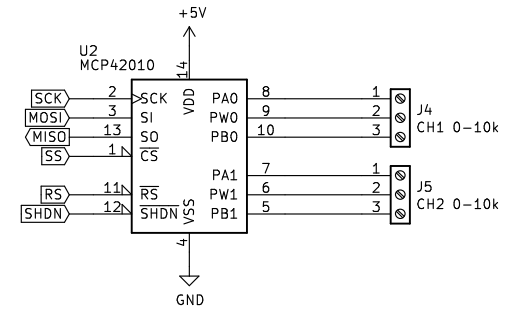 +5V
U2
MCP42010
14
VDD
SCK 2 SCK PA0 8 1
MOSI 3 SI PW0 9 2
MISO 13 SO PB0 10 3
J4
CH1 0-10k
SS 1 CS
PA1 7 1
RS 11 RS PW1 6 2
SHDN 12 SHDN PB1 5 3
J5
CH2 0-10k
VSS
4
GND